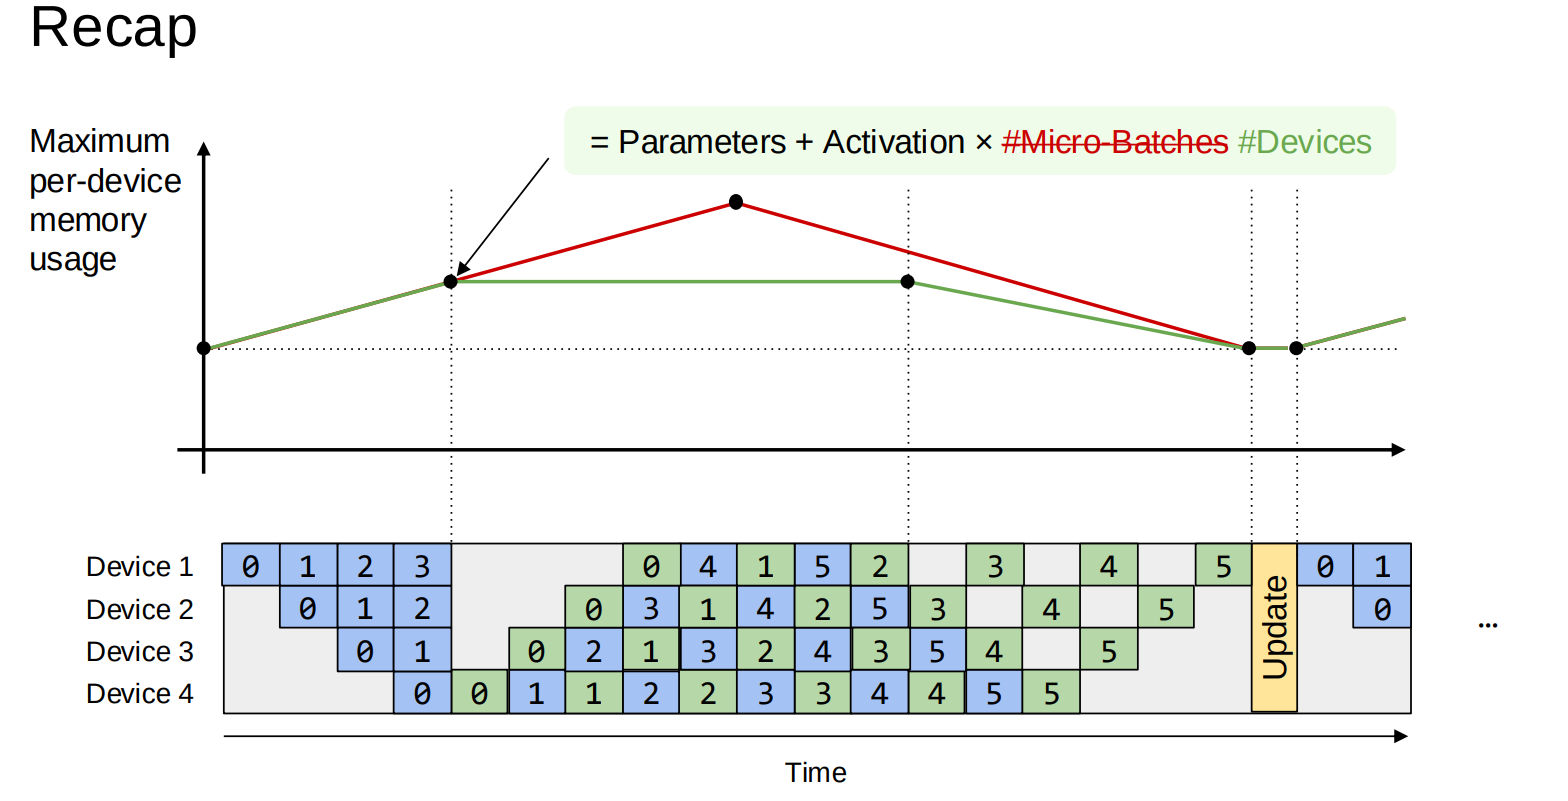 Recap
Maximum
per-device
memory
usage
= Parameters + Activation × #Micro-Batches #Devices
Device 1 0 1 2 3 0 4 1 5 2 3 4 5 0 1
Device 2 0 1 2 0 3 1 4 2 5 3 4 5 0
Device 3 0 1 0 2 1 3 2 4 3 5 4 5
Device 4 0 0 1 1 2 2 3 3 4 4 5 5
Update
...
Time